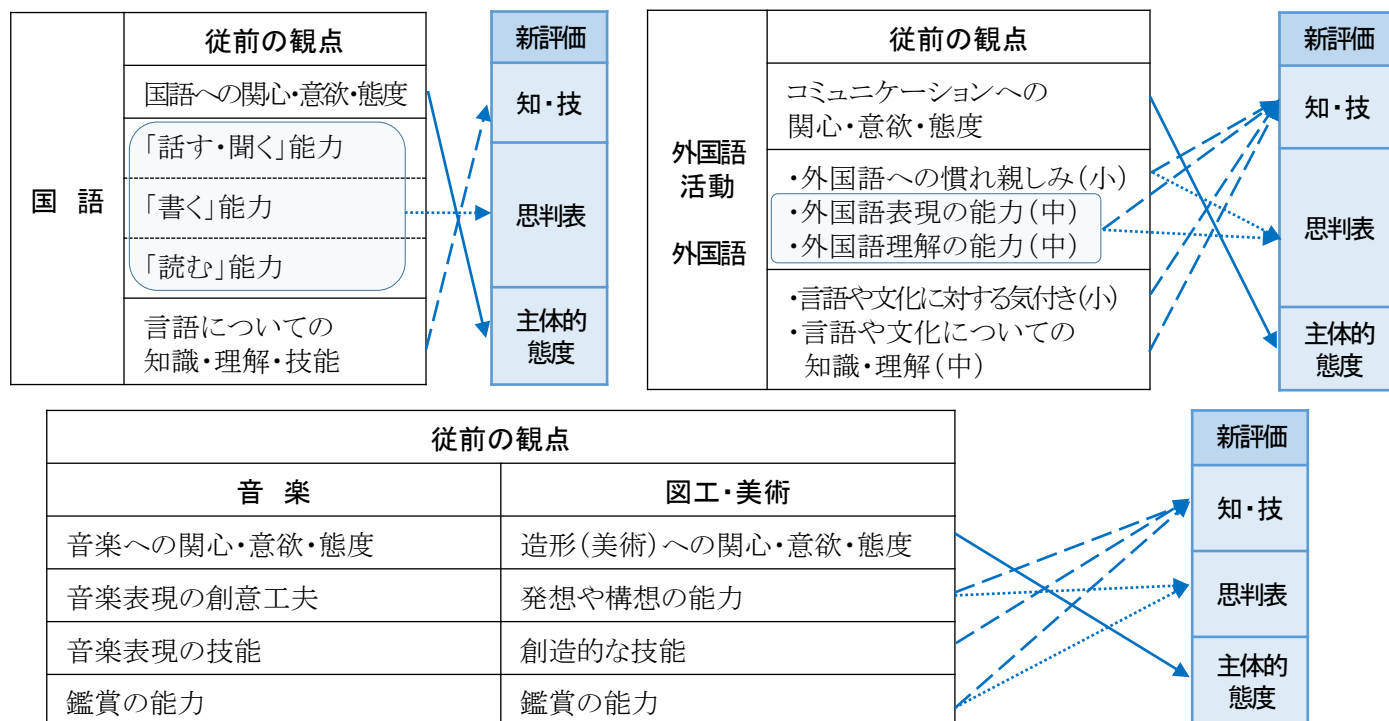 従前の観点
国語
国語への関心・意欲・態度
「話す・聞く」能力
「書く」能力
「読む」能力
言語についての
知識・理解・技能
新評価
知・技
思判表
主体的
態度
従前の観点
外国語
活動
外国語
コミュニケーションへの
関心・意欲・態度
・外国語への慣れ親しみ(小)
・外国語表現の能力(中)
・外国語理解の能力(中)
・言語や文化に対する気付き(小)
・言語や文化についての
知識・理解(中)
新評価
知・技
思判表
主体的
態度
従前の観点
音楽 図工・美術
音楽への関心・意欲・態度 造形(美術)への関心・意欲・態度
音楽表現の創意工夫 発想や構想の能力
音楽表現の技能 創造的な技能
鑑賞の能力 鑑賞の能力
新評価
知・技
思判表
主体的
態度